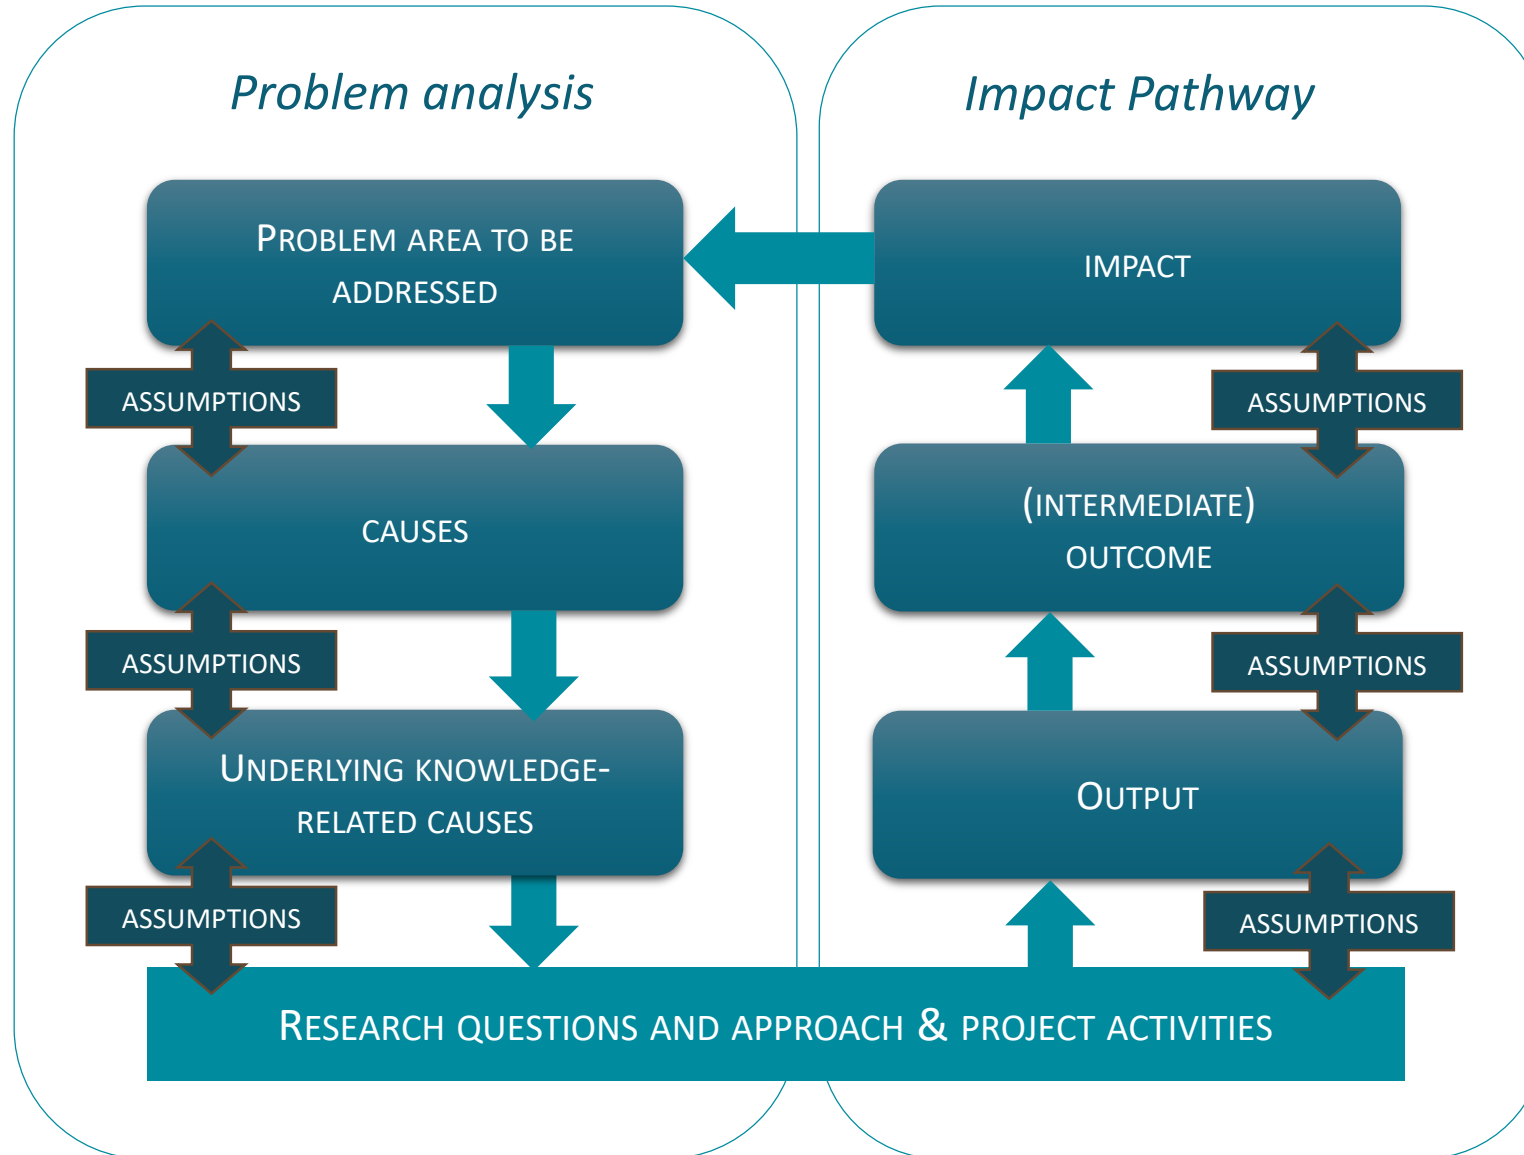 Problem analysis
PROBLEM AREA TO BE
ADDRESSED
ASSUMPTIONS
CAUSES
ASSUMPTIONS
UNDERLYING KNOWLEDGE-
RELATED CAUSES
ASSUMPTIONS
Impact Pathway
IMPACT
ASSUMPTIONS
(INTERMEDIATE)
OUTCOME
ASSUMPTIONS
OUTPUT
ASSUMPTIONS
RESEARCH QUESTIONS AND APPROACH & PROJECT ACTIVITIES